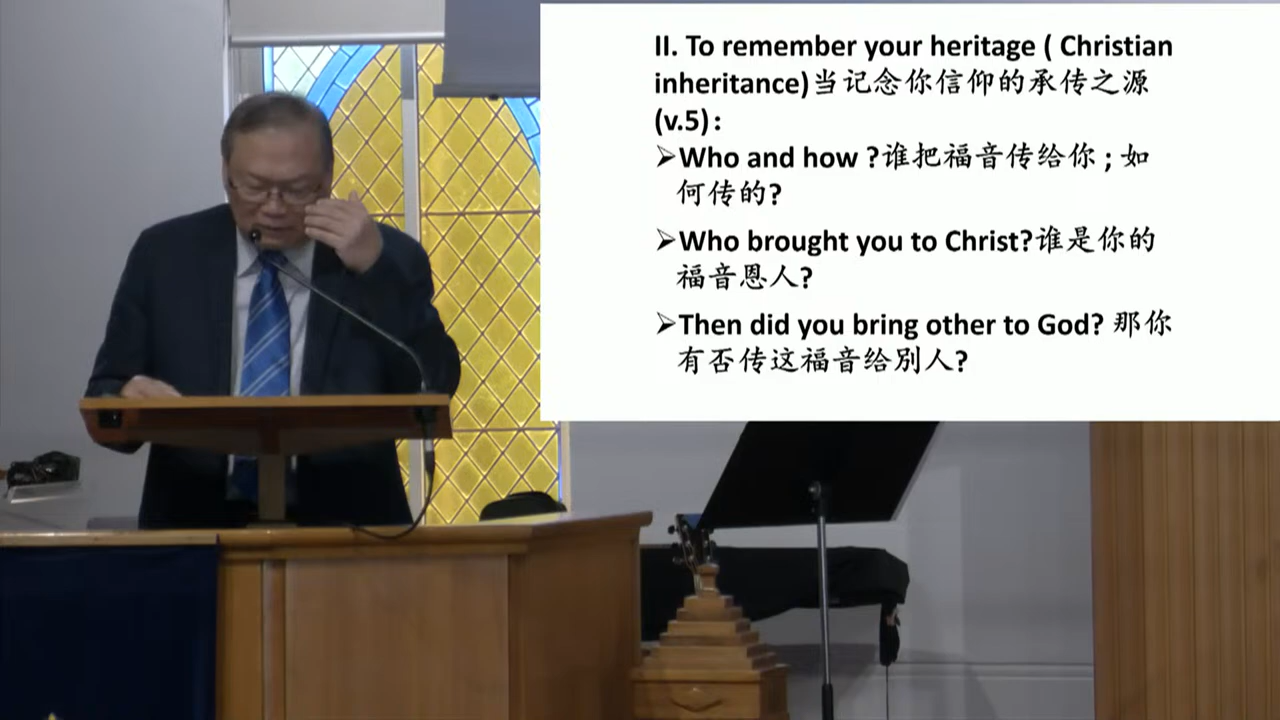 II. To remember your heritage ( Christian
inheritance)当记念你信仰的承传之源
(v.5)：
➢Who and how ?谁把福音传给你；如
何传的?
➢Who brought you to Christ?谁是你的
福音恩人?
➢Then did you bring other to God? 那你
有否传这福音给别人?